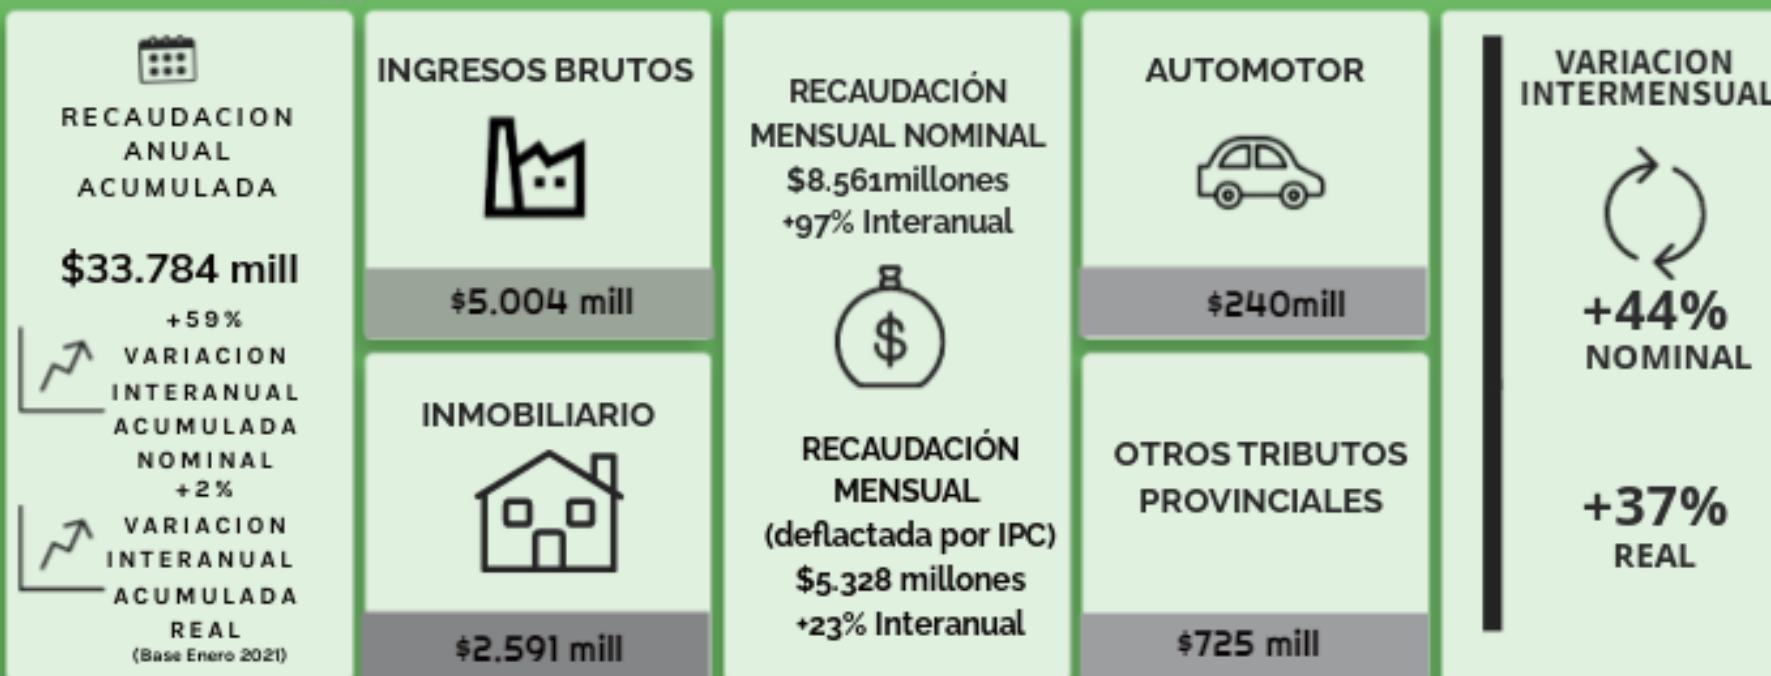 RECAUDACION
ANUAL
ACUMULADA
$33.784 mill
+59%
VARIACION
INTERANUAL
ACUMULADA
NOMINAL
+2%
VARIACION
INTERANUAL
ACUMULADA
REAL
(Base Enero 2021)
INGRESOS BRUTOS
$5.004 mill
INMOBILIARIO
$2.591 mill
RECAUDACIÓN
MENSUAL NOMINAL
$8.561millones
+97% Interanual
$
RECAUDACIÓN
MENSUAL
(deflactada por IPC)
$5.328 millones
+23% Interanual
AUTOMOTOR
$240mill
OTROS TRIBUTOS
PROVINCIALES
$725 mill
VARIACION
INTERMENSUAL
+44%
NOMINAL
+37%
REAL